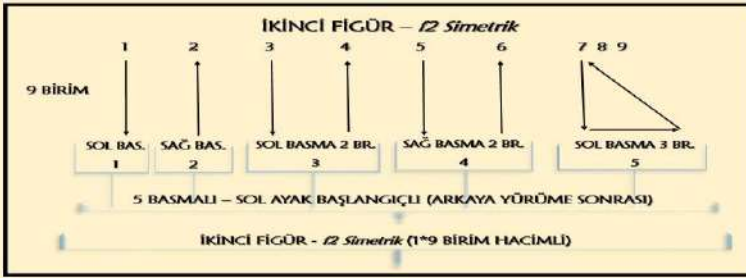 İKİNCİ FİGÜR – f2 Simetrik
1 2 3 4 5 6 7 8 9
9 BİRİM
SOL BAS. SAĞ BAS. SOL BASMA 2 BR. SAĞ BASMA 2 BR. SOL BASMA 3 BR.
1 2 3 4 5
5 BASMALI – SOL AYAK BAŞLANGIÇLI (ARKAYA YÜRÜME SONRASI)
İKİNCİ FİGÜR - f2 Simetrik (1*9 BİRİM HACİMLİ)